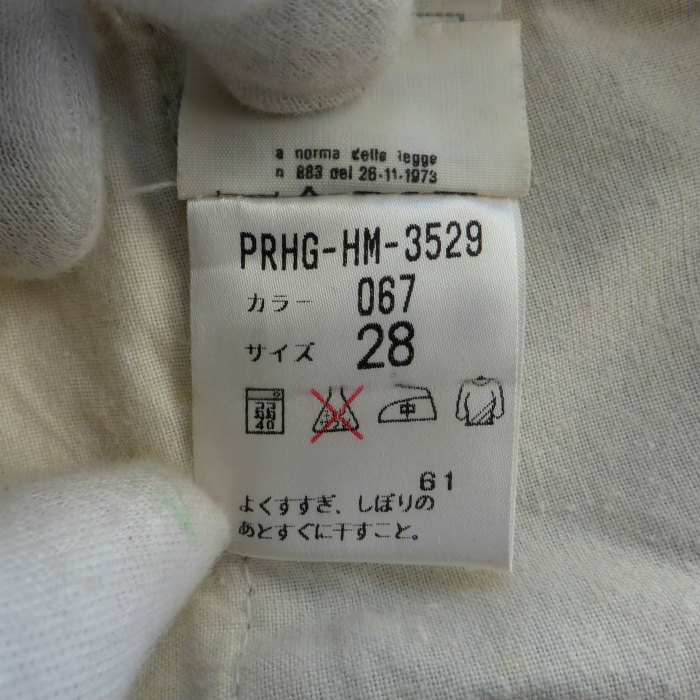 a norma della legge
n 883 del 26-11-1973
PRHG-HM-3529
カラー 067
サイズ 28
40
中
61
よくすすぎ、しぼりの
あとすぐに干すこと。